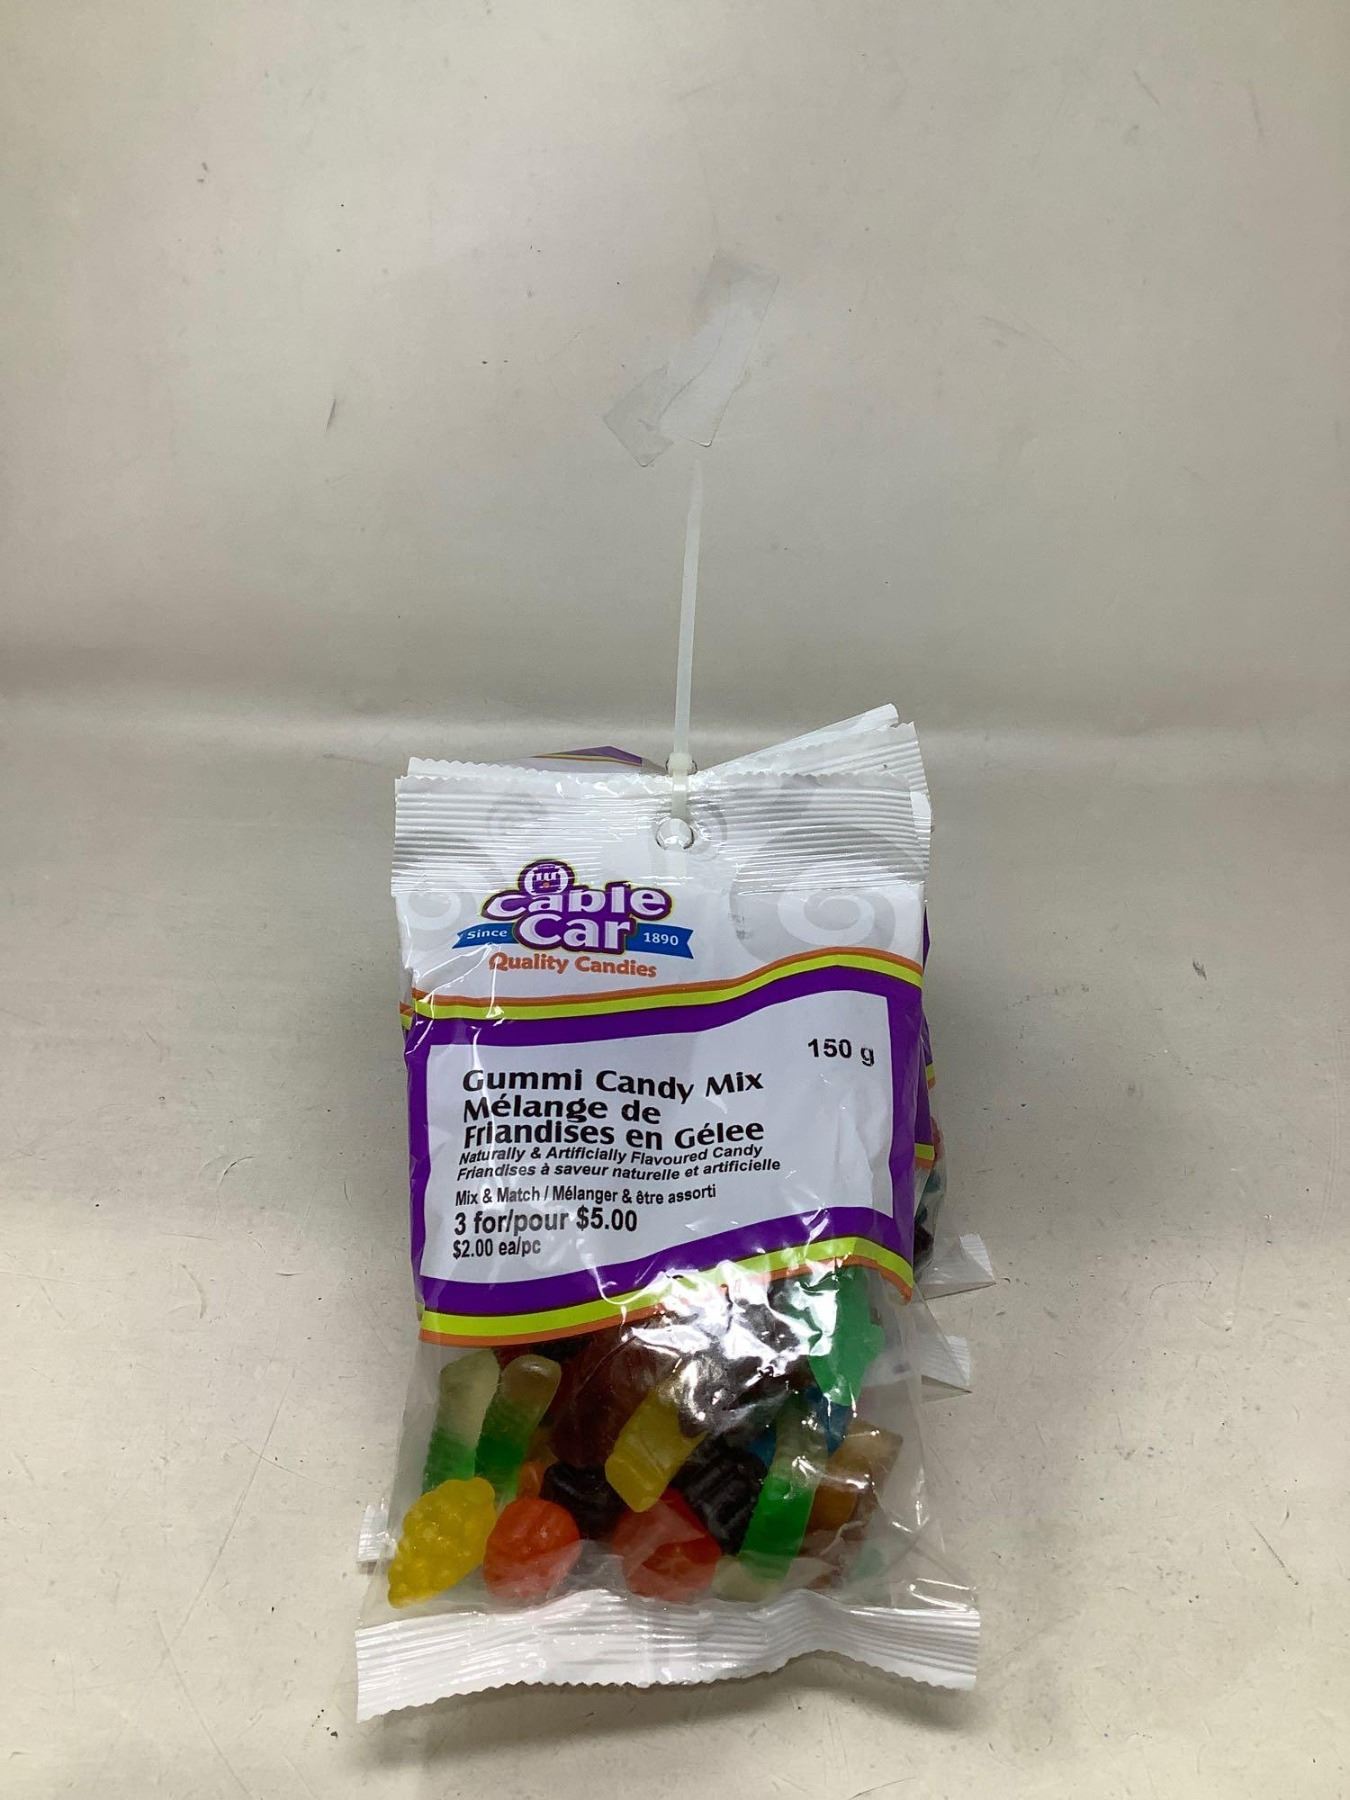 cable
Since Car 1890
Quality Candies
150 g
Gummi Candy Mix
Mélange de
Friandises en Gélee
Naturally & Artificially Flavoured Candy
Friandises à saveur naturelle et artificielle
Mix & Match / Mélanger & être assorti
3 for/pour $5.00
$2.00 ea/pc